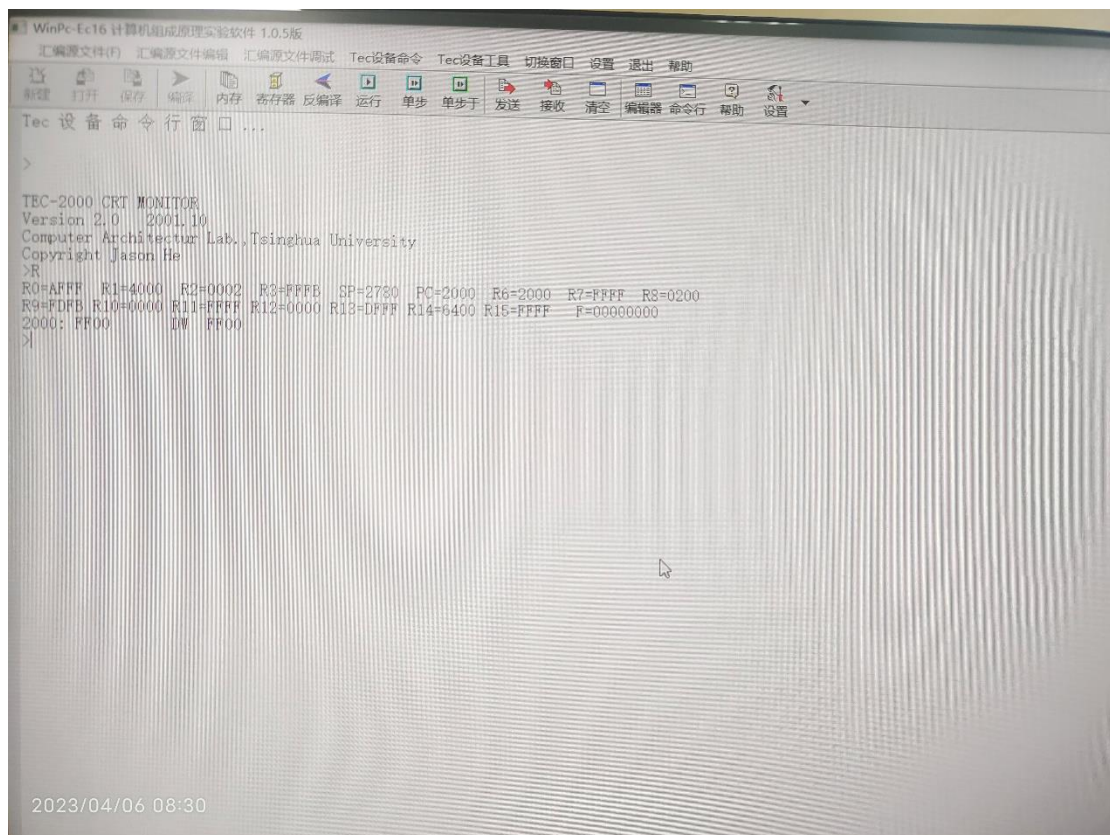 WinPc-Ec16 计算机组成原理实验软件 1.0.5版
汇编源文件(F) 汇编源文件编辑 汇编源文件调试 Tec设备命令 Tec设备工具 切换窗口 设置 退出 帮助
新建 打开 保存 编译 内存 寄存器 反编译 运行 单步 单步于 发送 接收 清空 编辑器 命令行 帮助 设置
Tec 设 备 命 令 行 窗 口 ...
>
TEC-2000 CRT MONITOR
Version 2.0 2001.10
Computer Architectur Lab.,Tsinghua University
Copyright Jason He
>R
R0=AFFF R1=4000 R2=0002 R3=FFFB SP=2780 PC=2000 R6=2000 R7=FFFF R8=0200
R9=FDFB R10=0000 R11=FFFF R12=0000 R13=DFFF R14=6400 R15=FFFF F=00000000
2000: FF00 DW FF00
>
2023/04/06 08:30